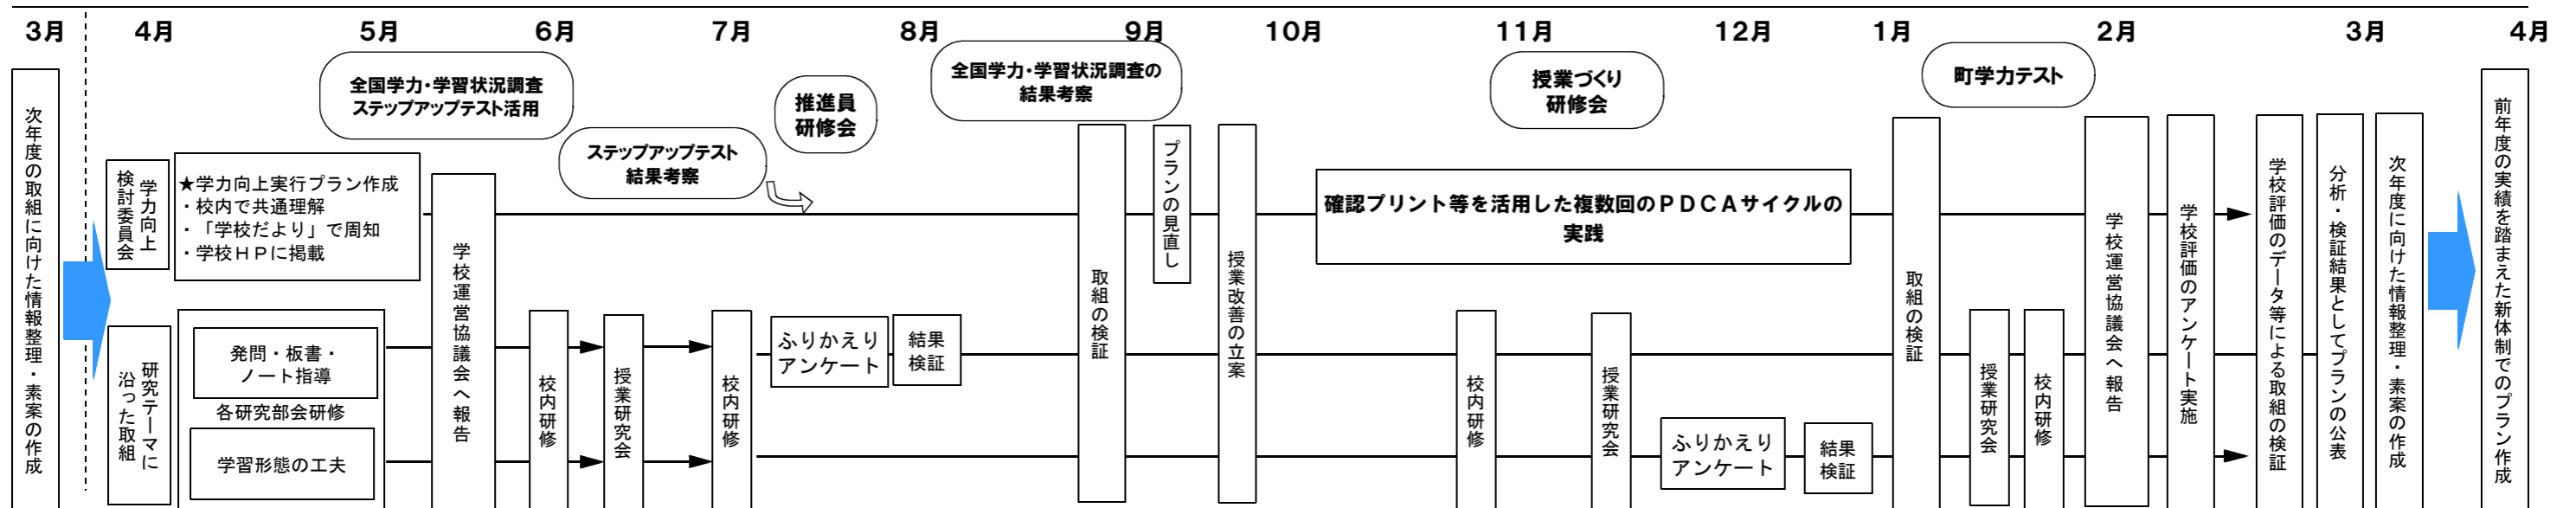 3月
4月
5月
6月
7月
8月
9月
10月
11月
12月
1月
2月
3月
4月
全国学力・学習状況調査
ステップアップテスト活用
ステップアップテスト
結果考察
推進員
研修会
全国学力・学習状況調査の
結果考察
授業づくり
研修会
町学力テスト
次年度の取組に向けた情報整理・素案の作成
学力向上
検討委員会
★学力向上実行プラン作成
・校内で共通理解
・「学校だより」で周知
・学校ＨＰに掲載
研究テーマに
沿った取組
発問・板書・
ノート指導
各研究部会研修
学習形態の工夫
学校運営協議会へ報告
校内研修
授業研究会
校内研修
ふりかえり
アンケート
結果
検証
取組の検証
プランの見直し
授業改善の立案
確認プリント等を活用した複数回のＰＤＣＡサイクルの
実践
校内研修
授業研究会
ふりかえり
アンケート
結果
検証
取組の検証
授業研究会
校内研修
学校運営協議会へ報告
学校評価のアンケート実施
学校評価のデータ等による取組の検証
分析・検証結果としてプランの公表
次年度に向けた情報整理・素案の作成
前年度の実績を踏まえた新体制でのプラン作成